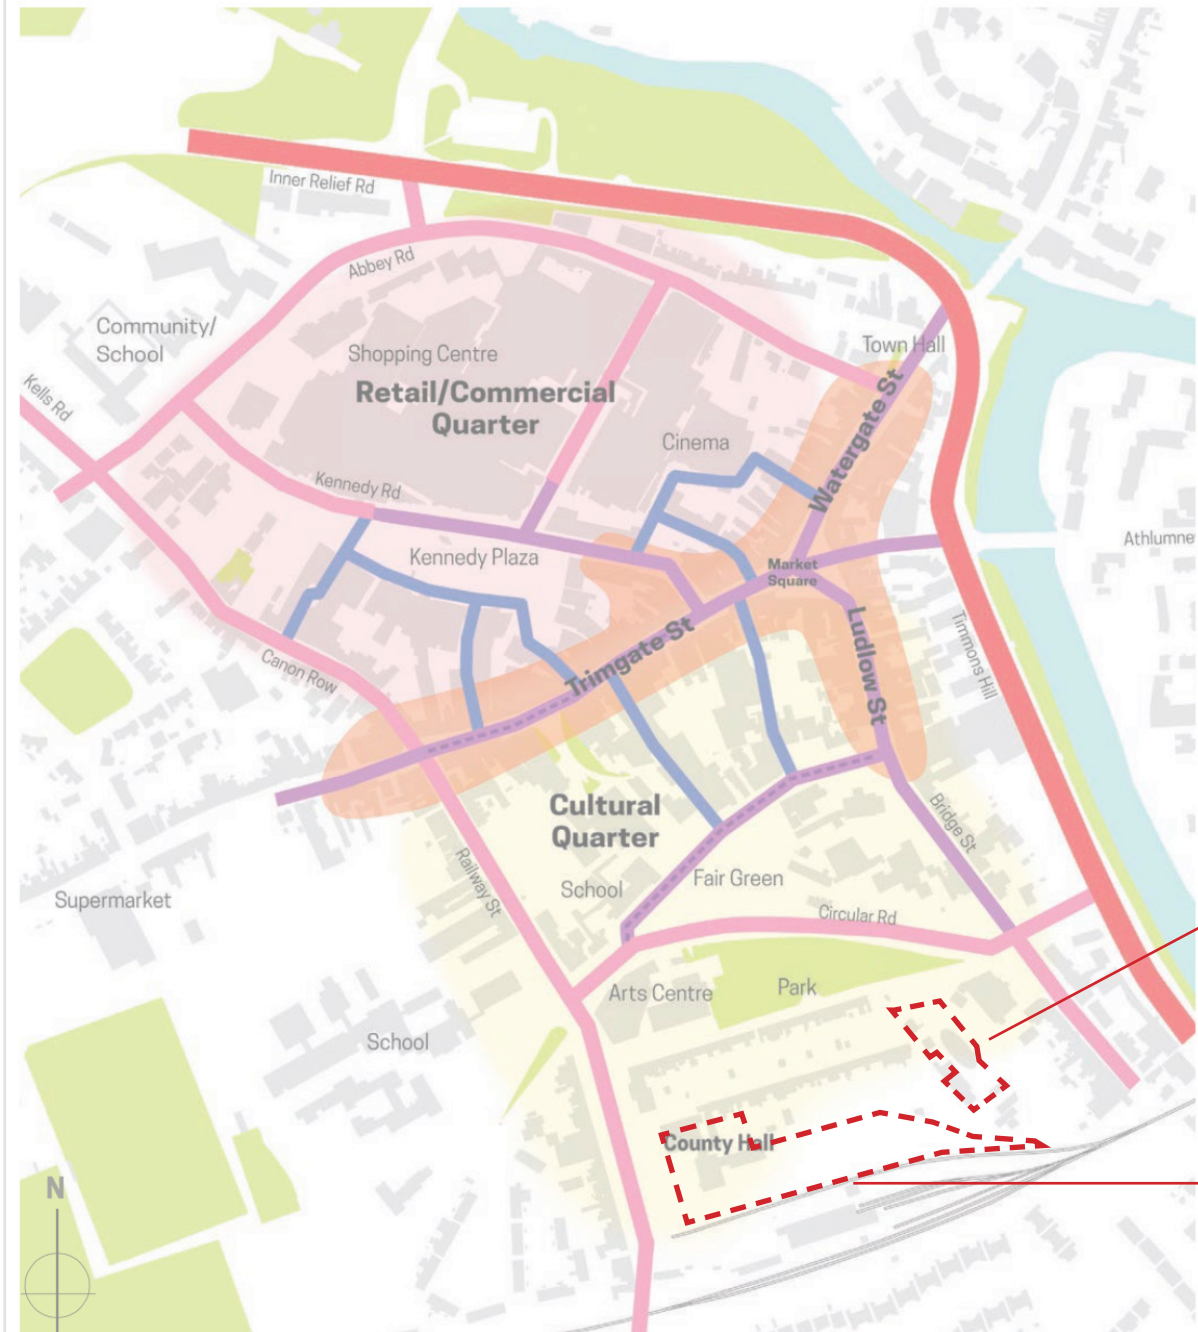 Inner Relief Rd
Abbey Rd
Community/
School
Shopping Centre
Town Hall
Kells Rd
Retail/Commercial
Quarter
Cinema
Watergate St
Kennedy Rd
Kennedy Plaza
Athlumne
Market
Square
Trimgate St
Ludlow St
Timmons Hill
Canon Row
Cultural
Quarter
Bridge St
Railway St
School
Fair Green
Supermarket
Circular Rd
Arts Centre
Park
School
County Hall
N